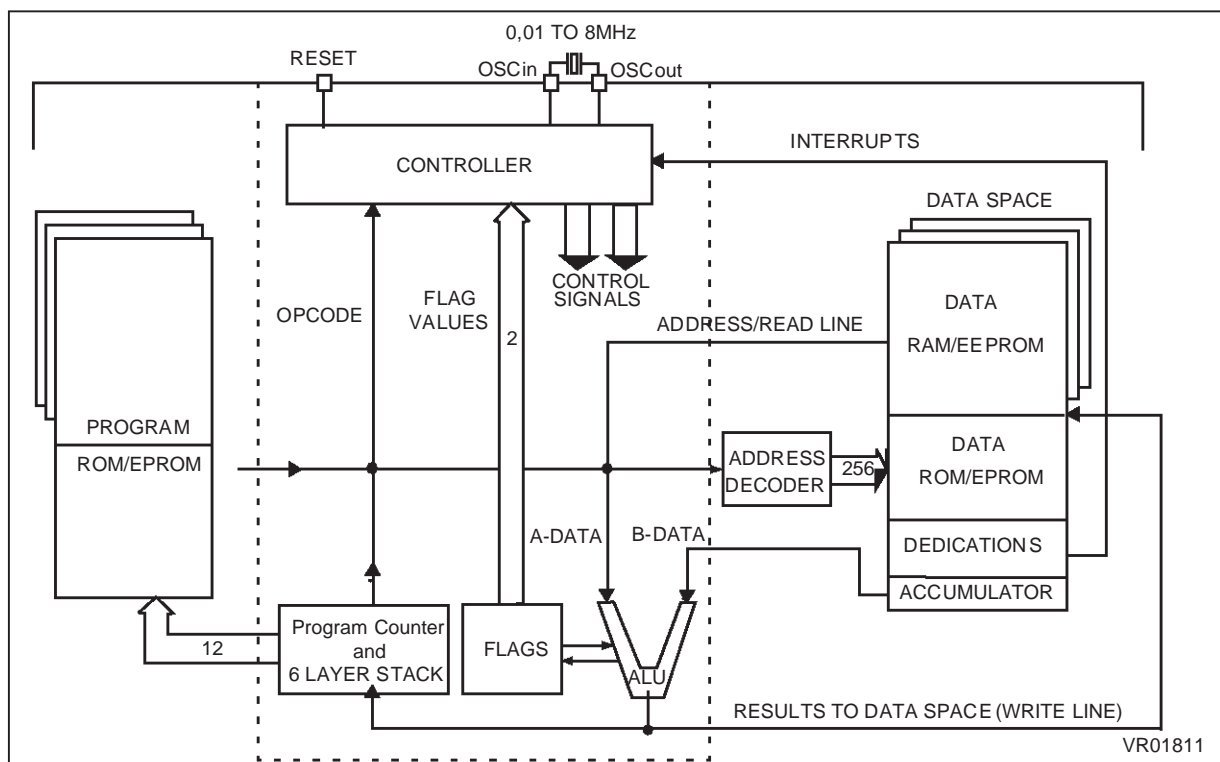 0,01 TO 8MHz
RESET
OSCin
OSCout
INTERRUPTS
CONTROLLER
DATA SPACE
CONTROL
SIGNALS
OPCODE
FLAG
VALUES
2
ADDRESS/READ LINE
DATA
RAM/EEPROM
PROGRAM
ROM/EPROM
ADDRESS
DECODER
256
DATA
ROM/EPROM
A-DATA
B-DATA
DEDICATIONS
ACCUMULATOR
12
Program Counter
and
6 LAYER STACK
FLAGS
ALU
RESULTS TO DATA SPACE (WRITE LINE)
VR01811